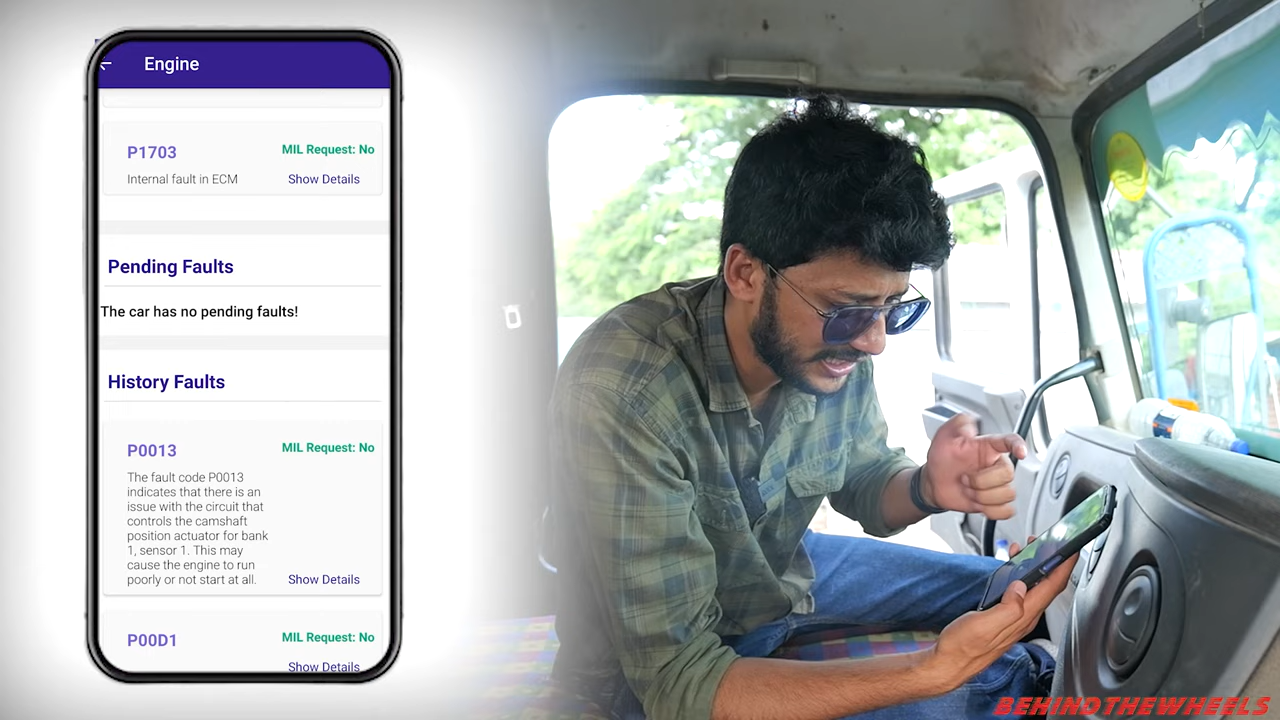 Engine
P1703
MIL Request: No
Internal fault in ECM
Show Details
Pending Faults
The car has no pending faults!
History Faults
P0013
MIL Request: No
The fault code P0013
indicates that there is an
issue with the circuit that
controls the camshaft
position actuator for bank
1, sensor 1. This may
cause the engine to run
poorly or not start at all.
Show Details
P00D1
MIL Request: No
Show Details
BEHINDTHEWHEELS